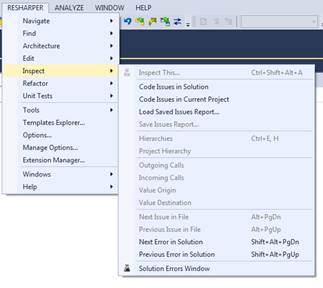 RESHARPER ANALYZE WINDOW HELP
Navigate
Find
Architecture
Edit
Inspect
Refactor
Unit Tests
Tools
Templates Explorer...
Options...
Manage Options...
Extension Manager...
Windows
Help
Inspect This... Ctrl+Shift+Alt+A
Code Issues in Solution
Code Issues in Current Project
Load Saved Issues Report...
Save Issues Report...
Hierarchies Ctrl+E, H
Project Hierarchy
Outgoing Calls
Incoming Calls
Value Origin
Value Destination
Next Issue in File Alt+PgDn
Previous Issue in File Alt+PgUp
Next Error in Solution Shift+Alt+PgDn
Previous Error in Solution Shift+Alt+PgUp
Solution Errors Window